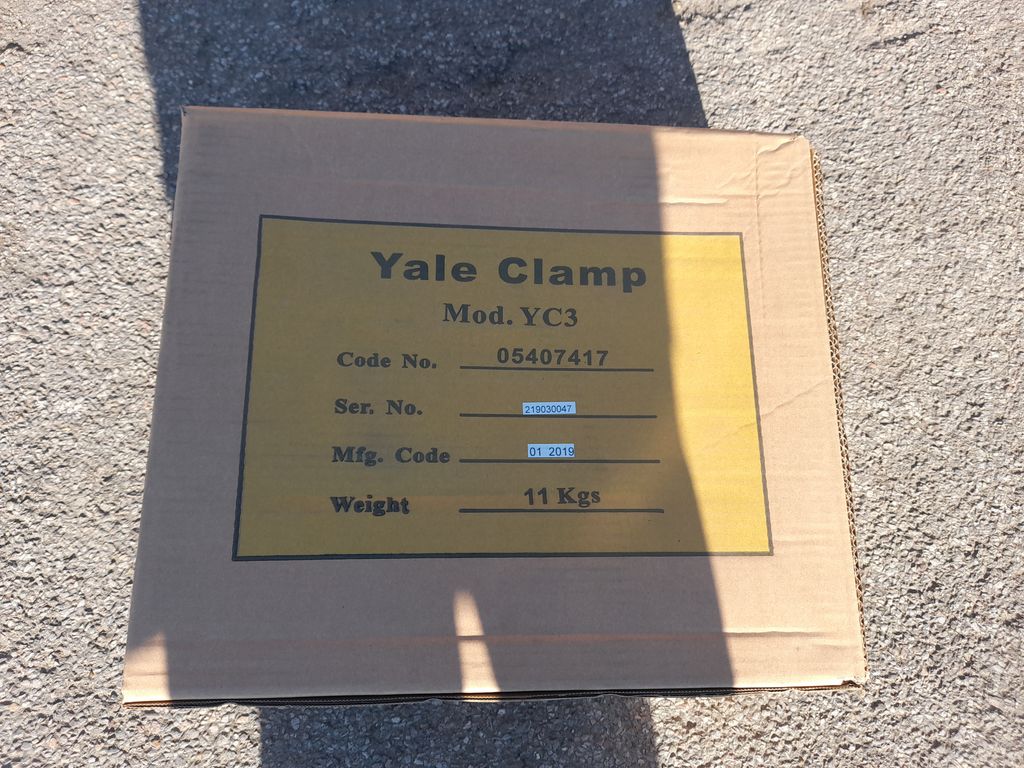 Yale Clamp
Mod. YC3
Code No. 05407417
Ser. No. 219030047
Mfg. Code 01 2019
Weight 11 Kgs